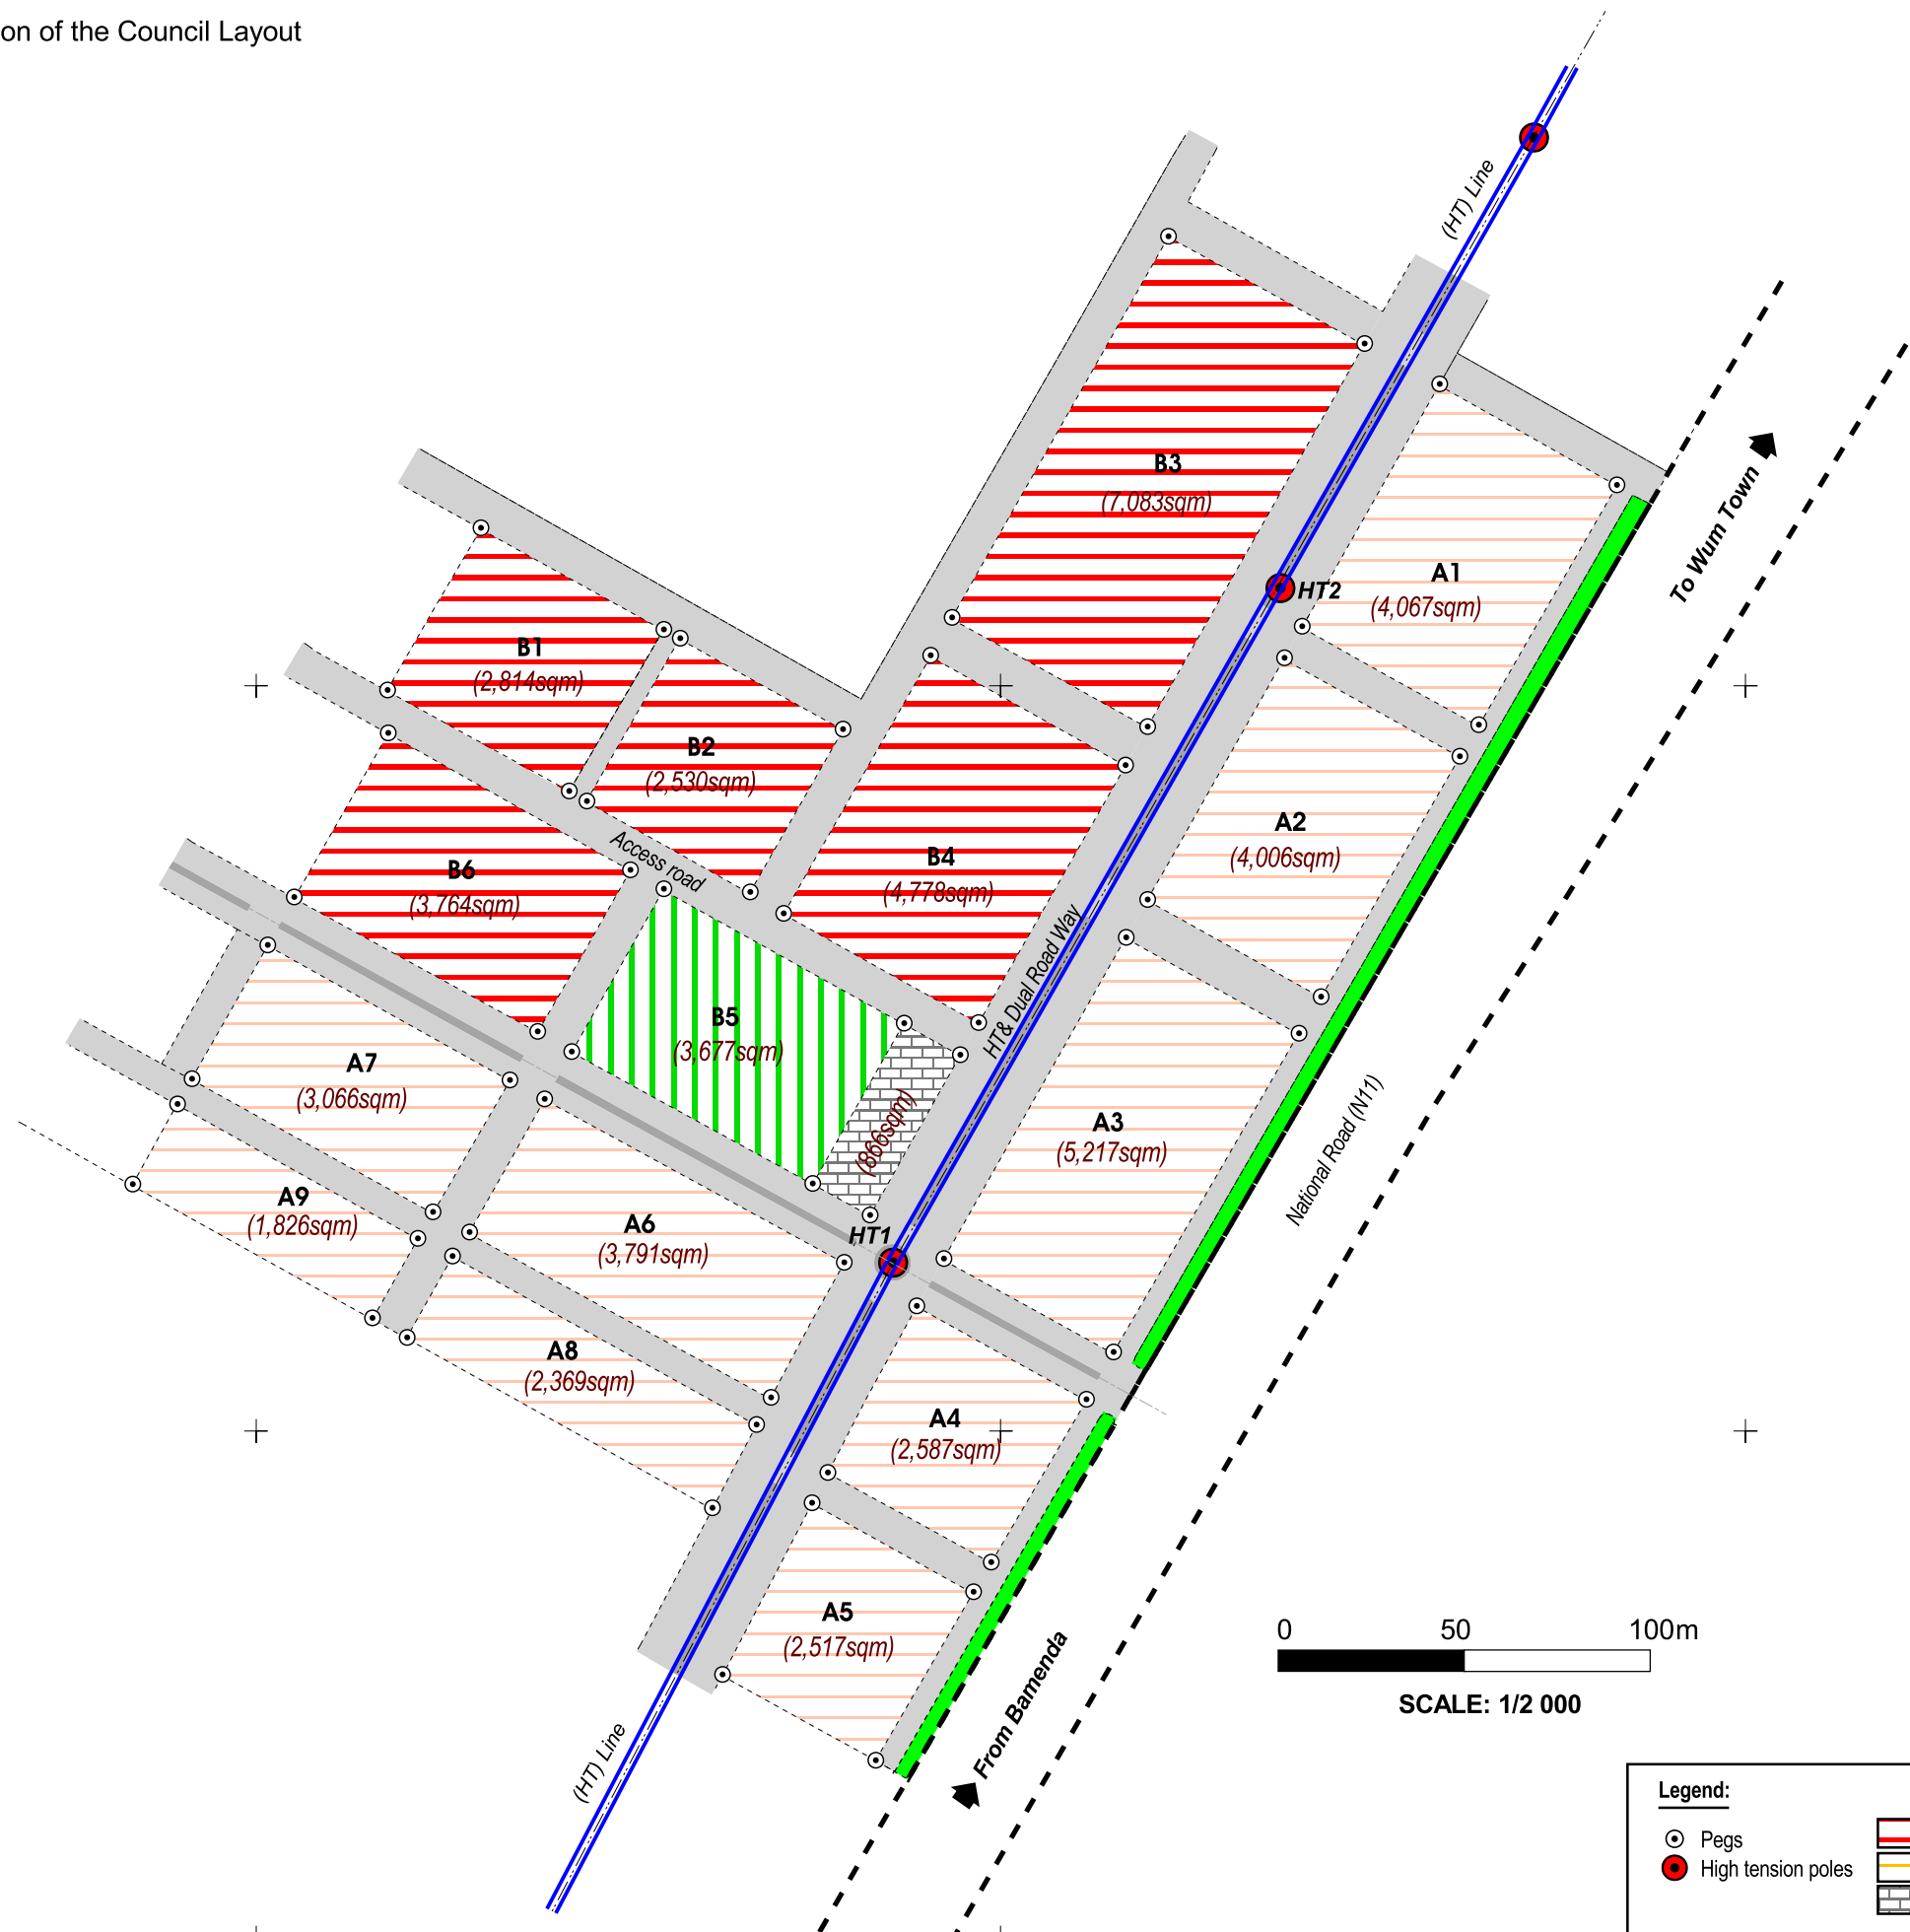 on of the Council Layout
(HT) Line
B3
(7,083sqm)
To Wum Town
A1
(4,067sqm)
HT2
B1
(2,814sqm)
B2
(2,530sqm)
A2
(4,006sqm)
Access road
B4
(4,778sqm)
B6
(3,764sqm)
HT& Dual Road Way
B5
(3,677sqm)
A7
(3,066sqm)
(866sqm)
A3
(5,217sqm)
National Road (N11)
A9
(1,826sqm)
A6
(3,791sqm)
HT1
A8
(2,369sqm)
A4
(2,587sqm)
A5
(2,517sqm)
From Bamenda
(HT) Line
0 50 100m
SCALE: 1/2 000
Legend:
Pegs
High tension poles